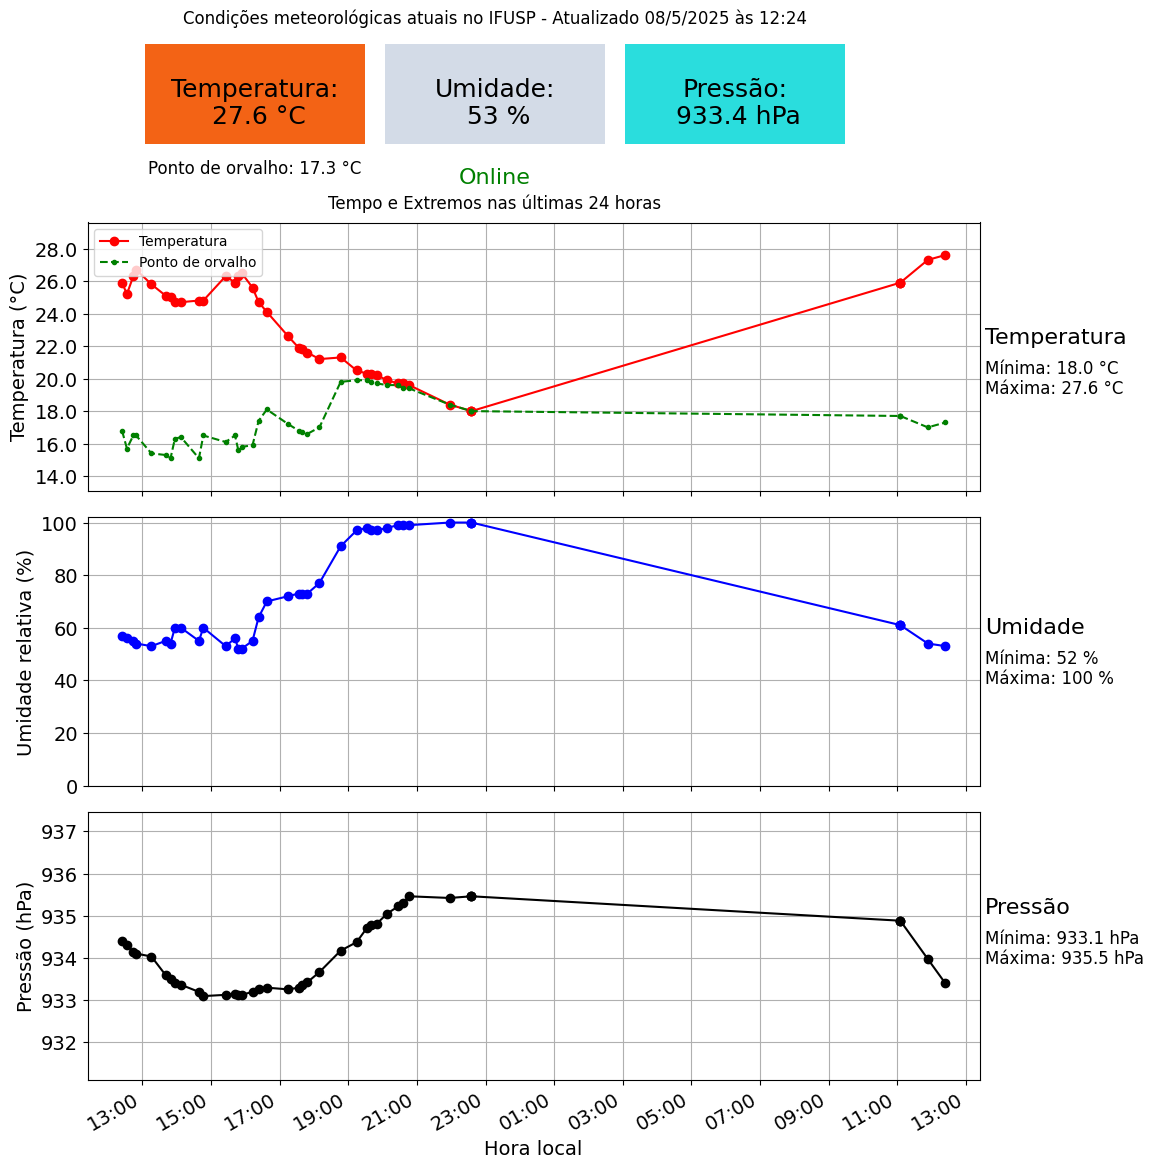 Condições meteorológicas atuais no IFUSP - Atualizado 08/5/2025 às 12:24
Temperatura:
27.6 °C
Umidade:
53 %
Pressão:
933.4 hPa
Ponto de orvalho: 17.3 °C
Online
Tempo e Extremos nas últimas 24 horas
Temperatura (°C)
28.0
26.0
24.0
22.0
20.0
18.0
16.0
14.0
Temperatura
Ponto de orvalho
Temperatura
Mínima: 18.0 °C
Máxima: 27.6 °C
Umidade relativa (%)
100
80
60
40
20
0
Umidade
Mínima: 52 %
Máxima: 100 %
Pressão (hPa)
937
936
935
934
933
932
Pressão
Mínima: 933.1 hPa
Máxima: 935.5 hPa
13:00
15:00
17:00
19:00
21:00
23:00
01:00
03:00
05:00
07:00
09:00
11:00
13:00
Hora local